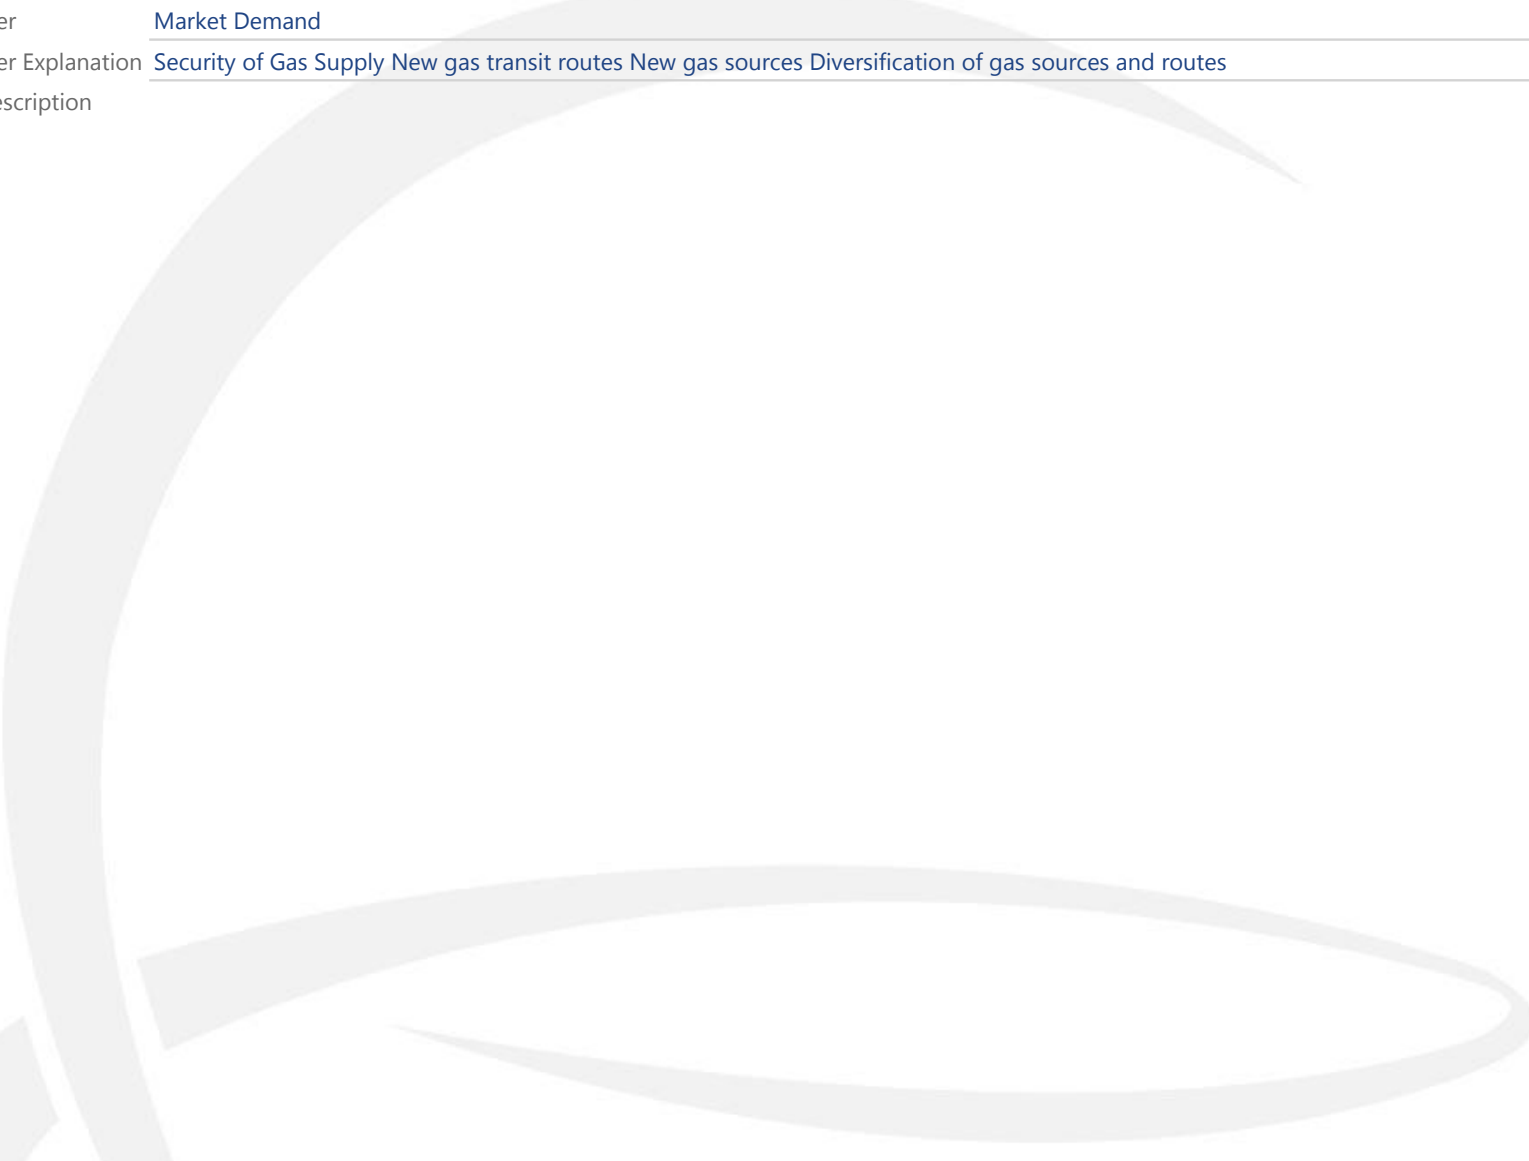 er Market Demand
er Explanation Security of Gas Supply New gas transit routes New gas sources Diversification of gas sources and routes
escription